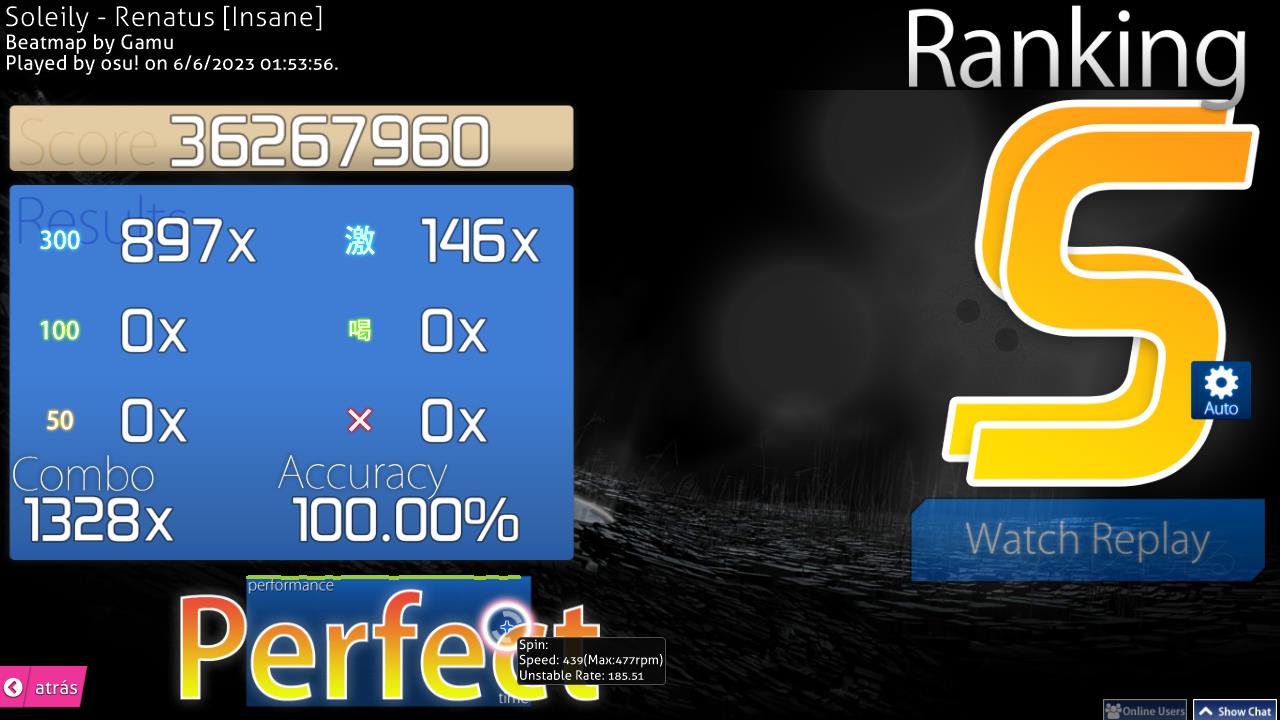 Soleily - Renatus [Insane]
Beatmap by Gamu
Played by osu! on 6/6/2023 01:53:56.
Ranking
Score 36267960
Results
300 897x 激 146x
100 0x 喝 0x
50 0x 0x
Combo Accuracy
1328x 100.00%
Auto
Watch Replay
performance
Perfect
Spin:
Speed: 439(Max:477rpm)
Unstable Rate: 185.51
time
atrás
Online Users Show Chat